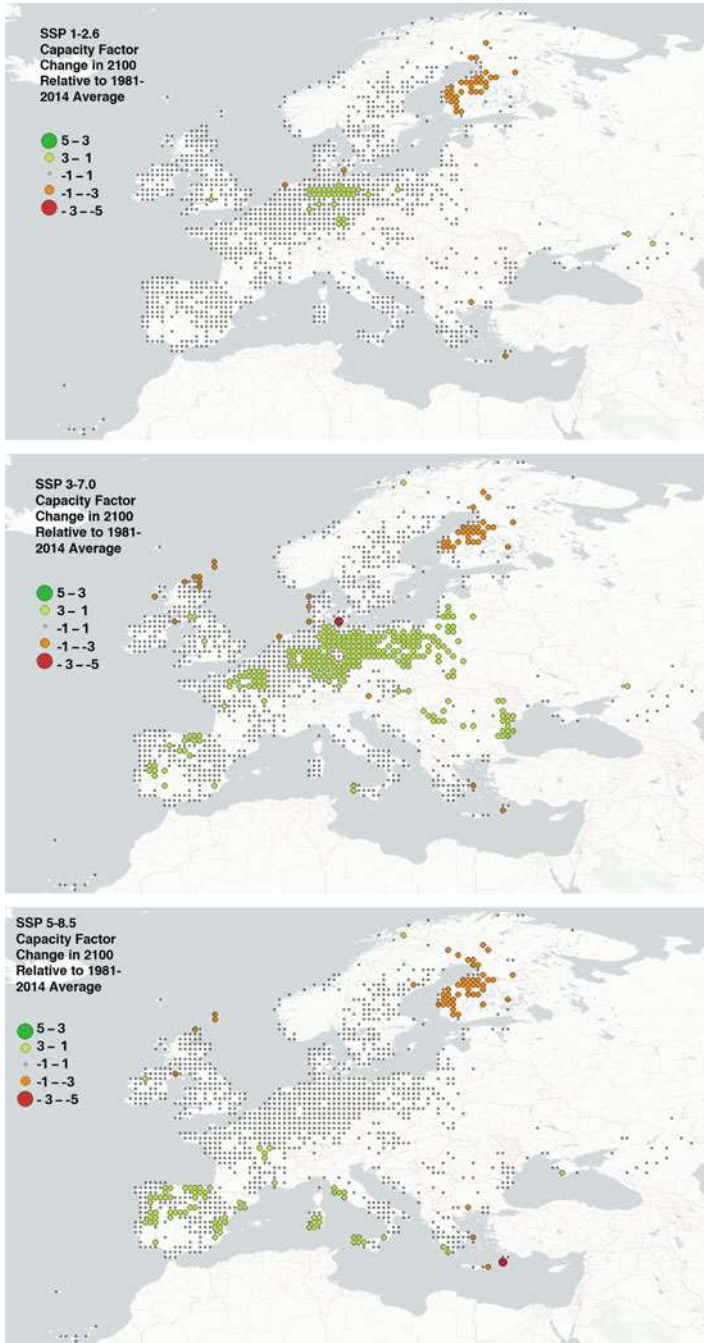 SSP 1-2.6
Capacity Factor
Change in 2100
Relative to 1981-
2014 Average
5 – 3
3 – 1
-1 – 1
-1 – -3
- 3 – -5
SSP 3-7.0
Capacity Factor
Change in 2100
Relative to 1981-
2014 Average
5 – 3
3 – 1
-1 – 1
-1 – -3
- 3 – -5
SSP 5-8.5
Capacity Factor
Change in 2100
Relative to 1981-
2014 Average
5 – 3
3 – 1
-1 – 1
-1 – -3
- 3 – -5